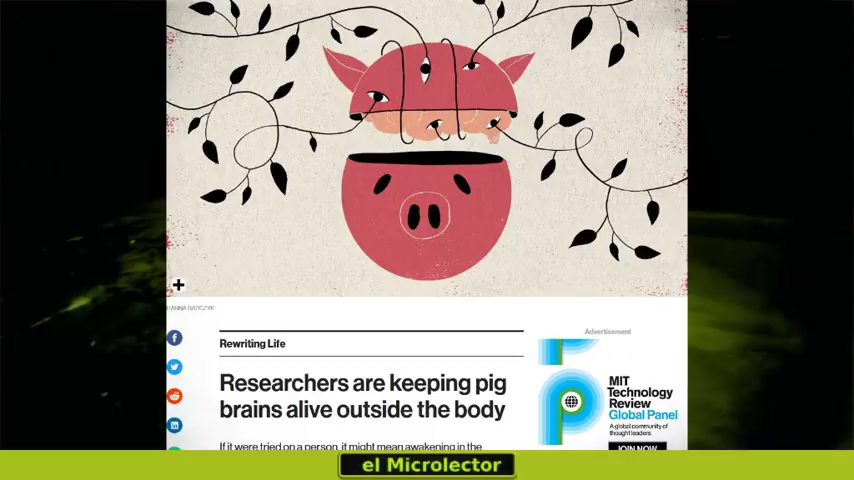 HANNA BARCZYK
Rewriting Life
Advertisement
Researchers are keeping pig
brains alive outside the body
If it were tried on a person, it might mean awakening in the
MIT
Technology
Review
Global Panel
A global community of
thought leaders
JOIN NOW
el Microlector